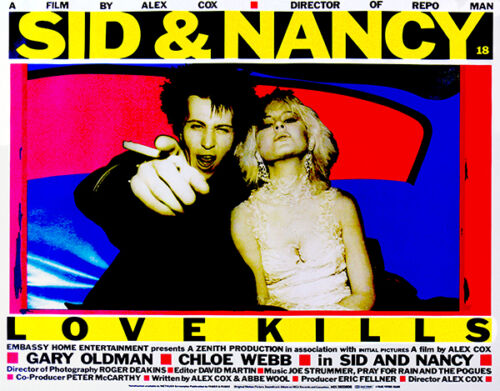 A FILM BY ALEX COX ■ DIRECTOR OF REPO MAN
SID & NANCY 18
LOVE KILLS
EMBASSY HOME ENTERTAINMENT presents A ZENITH PRODUCTION in association with INITIAL PICTURES A film by ALEX COX
■ GARY OLDMAN ■ CHLOE WEBB ■ in SID AND NANCY ■
Director of Photography ROGER DEAKINS ■ Editor DAVID MARTIN ■ Music JOE STRUMMER, PRAY FOR RAIN AND THE POGUES
■ Co-Producer PETER McCARTHY ■ Written by ALEX COX & ABBE WOOL ■ Producer ERIC FELLNER ■ Director ALEX COX ■